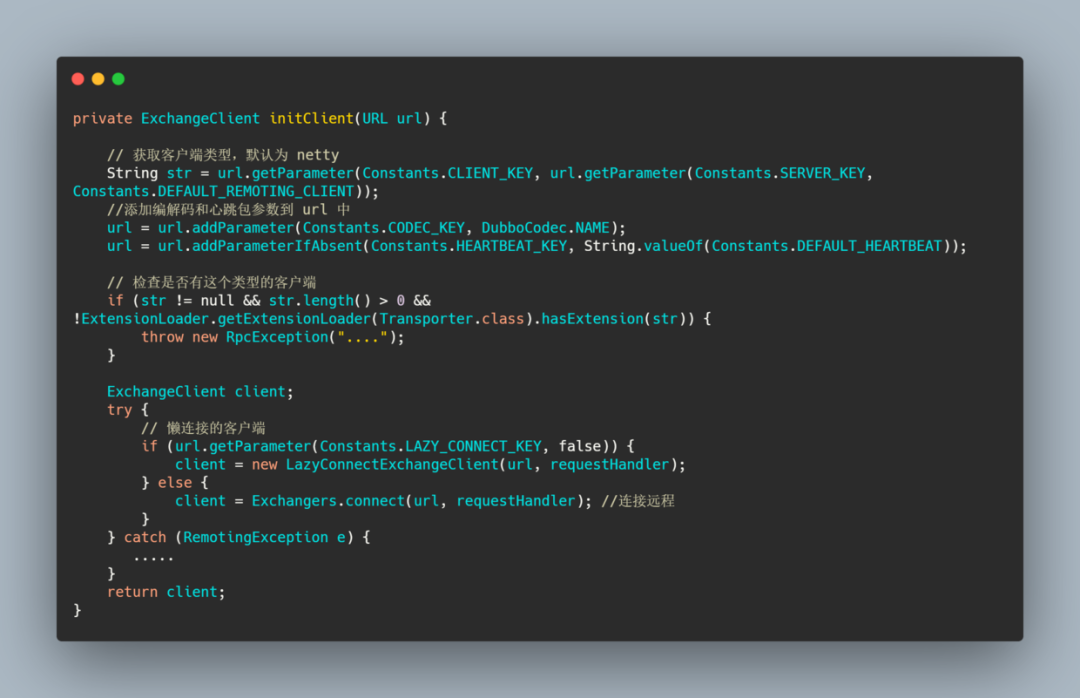 private ExchangeClient initClient(URL url) {
// 获取客户端类型，默认为 netty
String str = url.getParameter(Constants.CLIENT_KEY, url.getParameter(Constants.SERVER_KEY,
Constants.DEFAULT_REMOTING_CLIENT));
//添加编解码和心跳包参数到 url 中
url = url.addParameter(Constants.CODEC_KEY, DubboCodec.NAME);
url = url.addParameterIfAbsent(Constants.HEARTBEAT_KEY, String.valueOf(Constants.DEFAULT_HEARTBEAT));
// 检查是否有这个类型的客户端
if (str != null && str.length() > 0 &&
!ExtensionLoader.getExtensionLoader(Transporter.class).hasExtension(str)) {
throw new RpcException("....");
}
ExchangeClient client;
try {
// 懒连接的客户端
if (url.getParameter(Constants.LAZY_CONNECT_KEY, false)) {
client = new LazyConnectExchangeClient(url, requestHandler);
} else {
client = Exchangers.connect(url, requestHandler); //连接远程
}
} catch (RemotingException e) {
.....
}
return client;
}